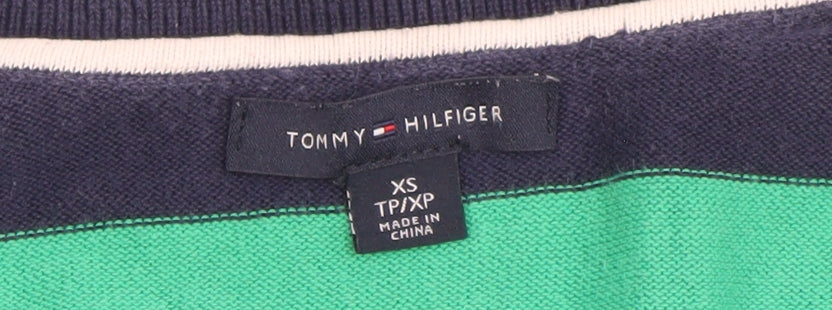 TOMMY HILFIGER
XS
TP/XP
MADE IN
CHINA